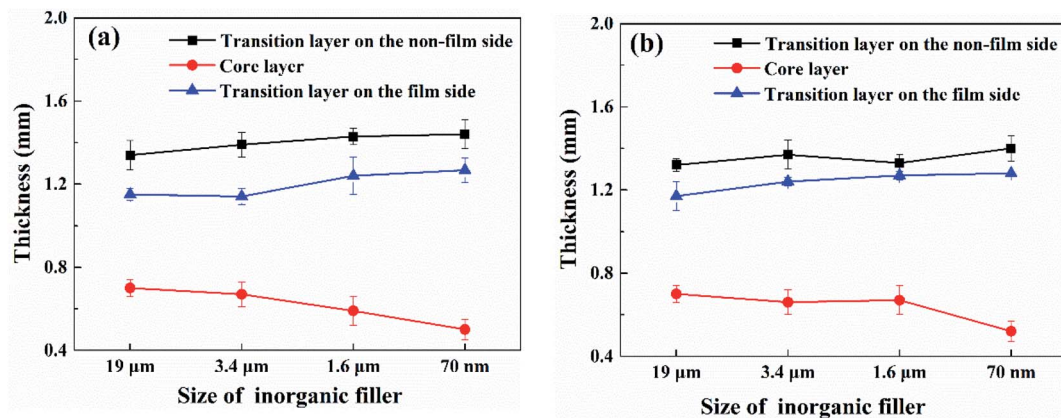 (a)
Transition layer on the non-film side
Core layer
Transition layer on the film side
Thickness (mm)
2.0
1.6
1.2
0.8
0.4
19 μm 3.4 μm 1.6 μm 70 nm
Size of inorganic filler
(b)
Transition layer on the non-film side
Core layer
Transition layer on the film side
Thickness (mm)
2.0
1.6
1.2
0.8
0.4
19 μm 3.4 μm 1.6 μm 70 nm
Size of inorganic filler